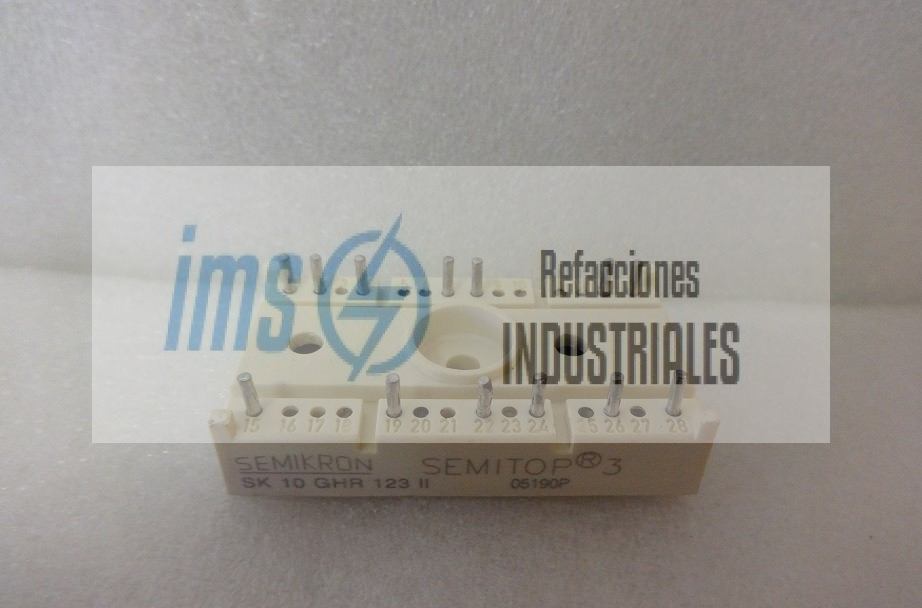 ims Refacciones
INDUSTRIALES
15 16 17 18 19 20 21 22 23 24 25 26 27 28
SEMIKRON SEMITOP® 3
SK 10 GHR 123 II 05190P